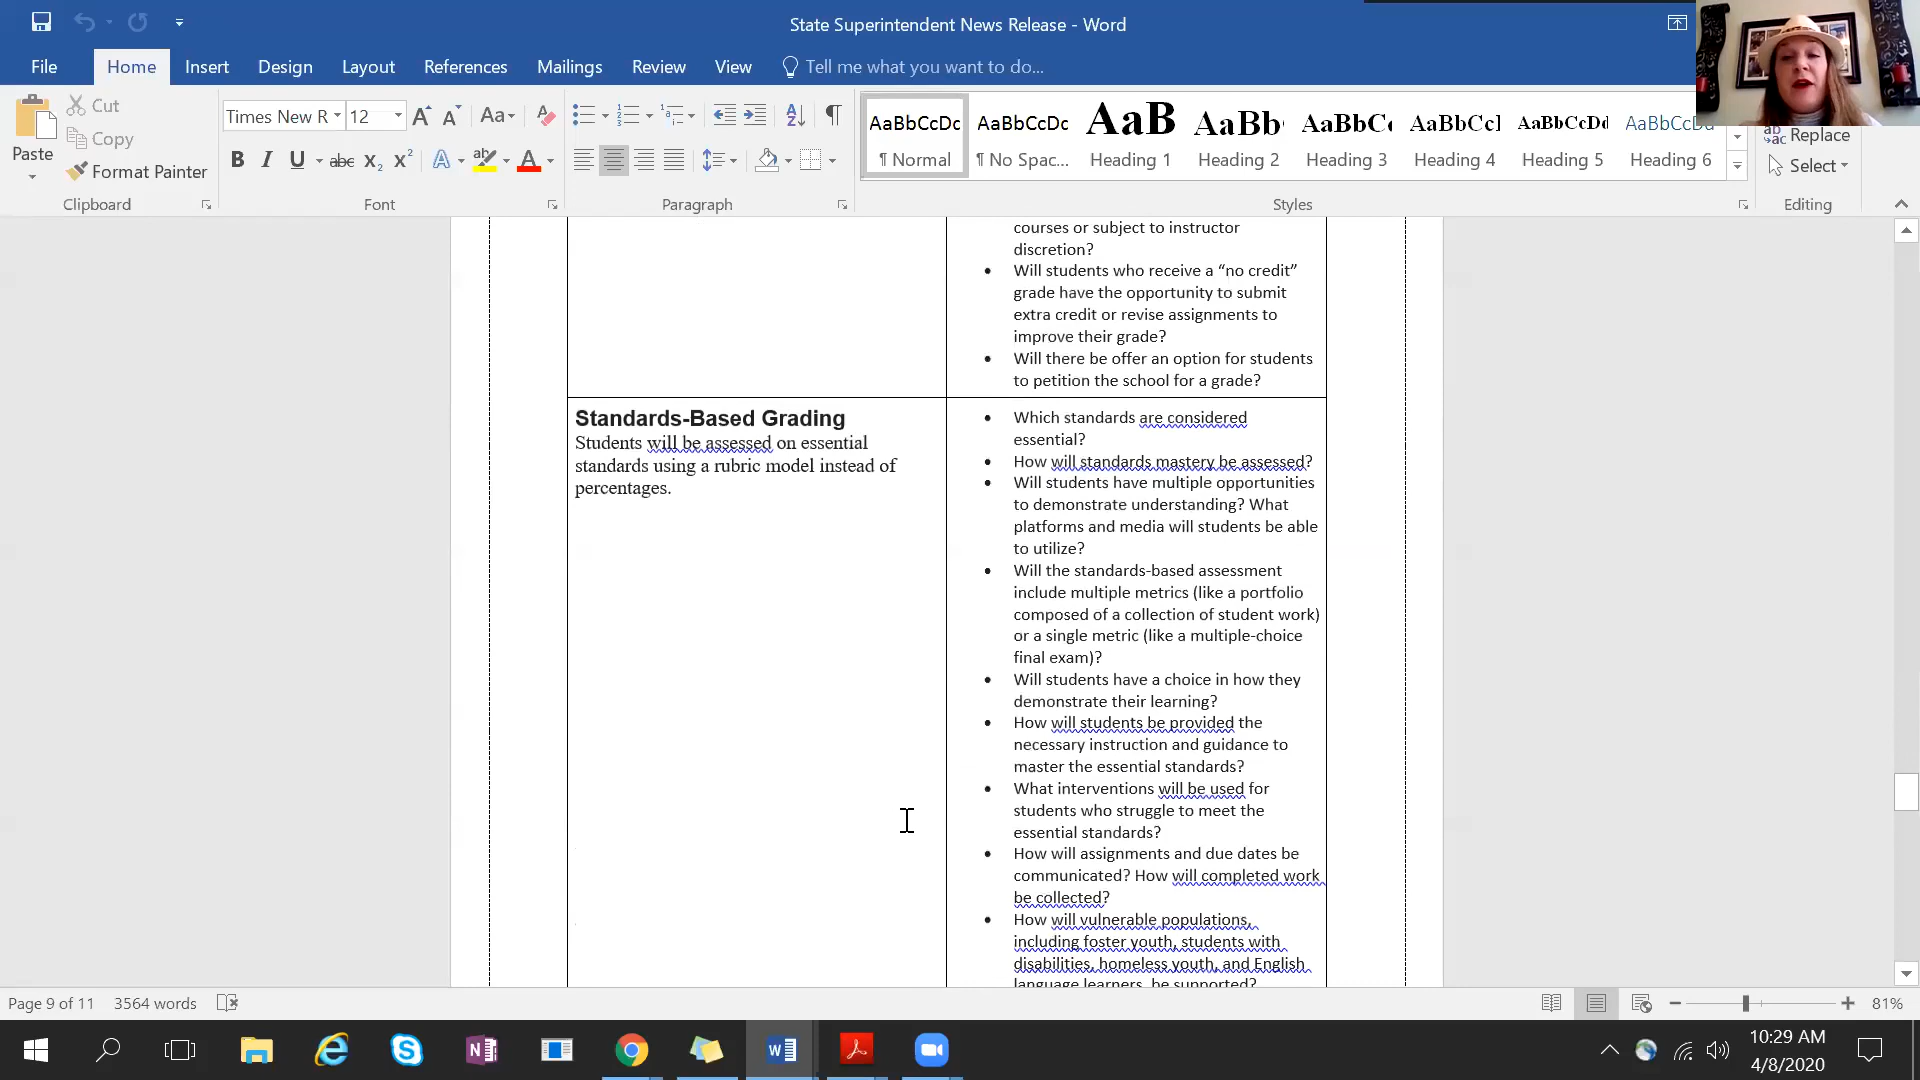 State Superintendent News Release - Word
File Home Insert Design Layout References Mailings Review View Tell me what you want to do...
Paste
Cut
Copy
Format Painter
Clipboard
Times New R 12
Font
Paragraph
AaBbCcDc ¶ Normal
AaBbCcDc ¶ No Spac...
AaB Heading 1
AaBb Heading 2
AaBbC Heading 3
AaBbCcI Heading 4
AaBbCcDd Heading 5
AaBbCcD Heading 6
Styles
Replace
Select
Editing
courses or subject to instructor
discretion?
• Will students who receive a “no credit”
grade have the opportunity to submit
extra credit or revise assignments to
improve their grade?
• Will there be offer an option for students
to petition the school for a grade?
Standards-Based Grading
Students will be assessed on essential
standards using a rubric model instead of
percentages.
• Which standards are considered
essential?
• How will standards mastery be assessed?
• Will students have multiple opportunities
to demonstrate understanding? What
platforms and media will students be able
to utilize?
• Will the standards-based assessment
include multiple metrics (like a portfolio
composed of a collection of student work)
or a single metric (like a multiple-choice
final exam)?
• Will students have a choice in how they
demonstrate their learning?
• How will students be provided the
necessary instruction and guidance to
master the essential standards?
• What interventions will be used for
students who struggle to meet the
essential standards?
• How will assignments and due dates be
communicated? How will completed work
be collected?
• How will vulnerable populations,
including foster youth, students with
disabilities, homeless youth, and English
language learners, be supported?
Page 9 of 11 3564 words 81%
10:29 AM
4/8/2020